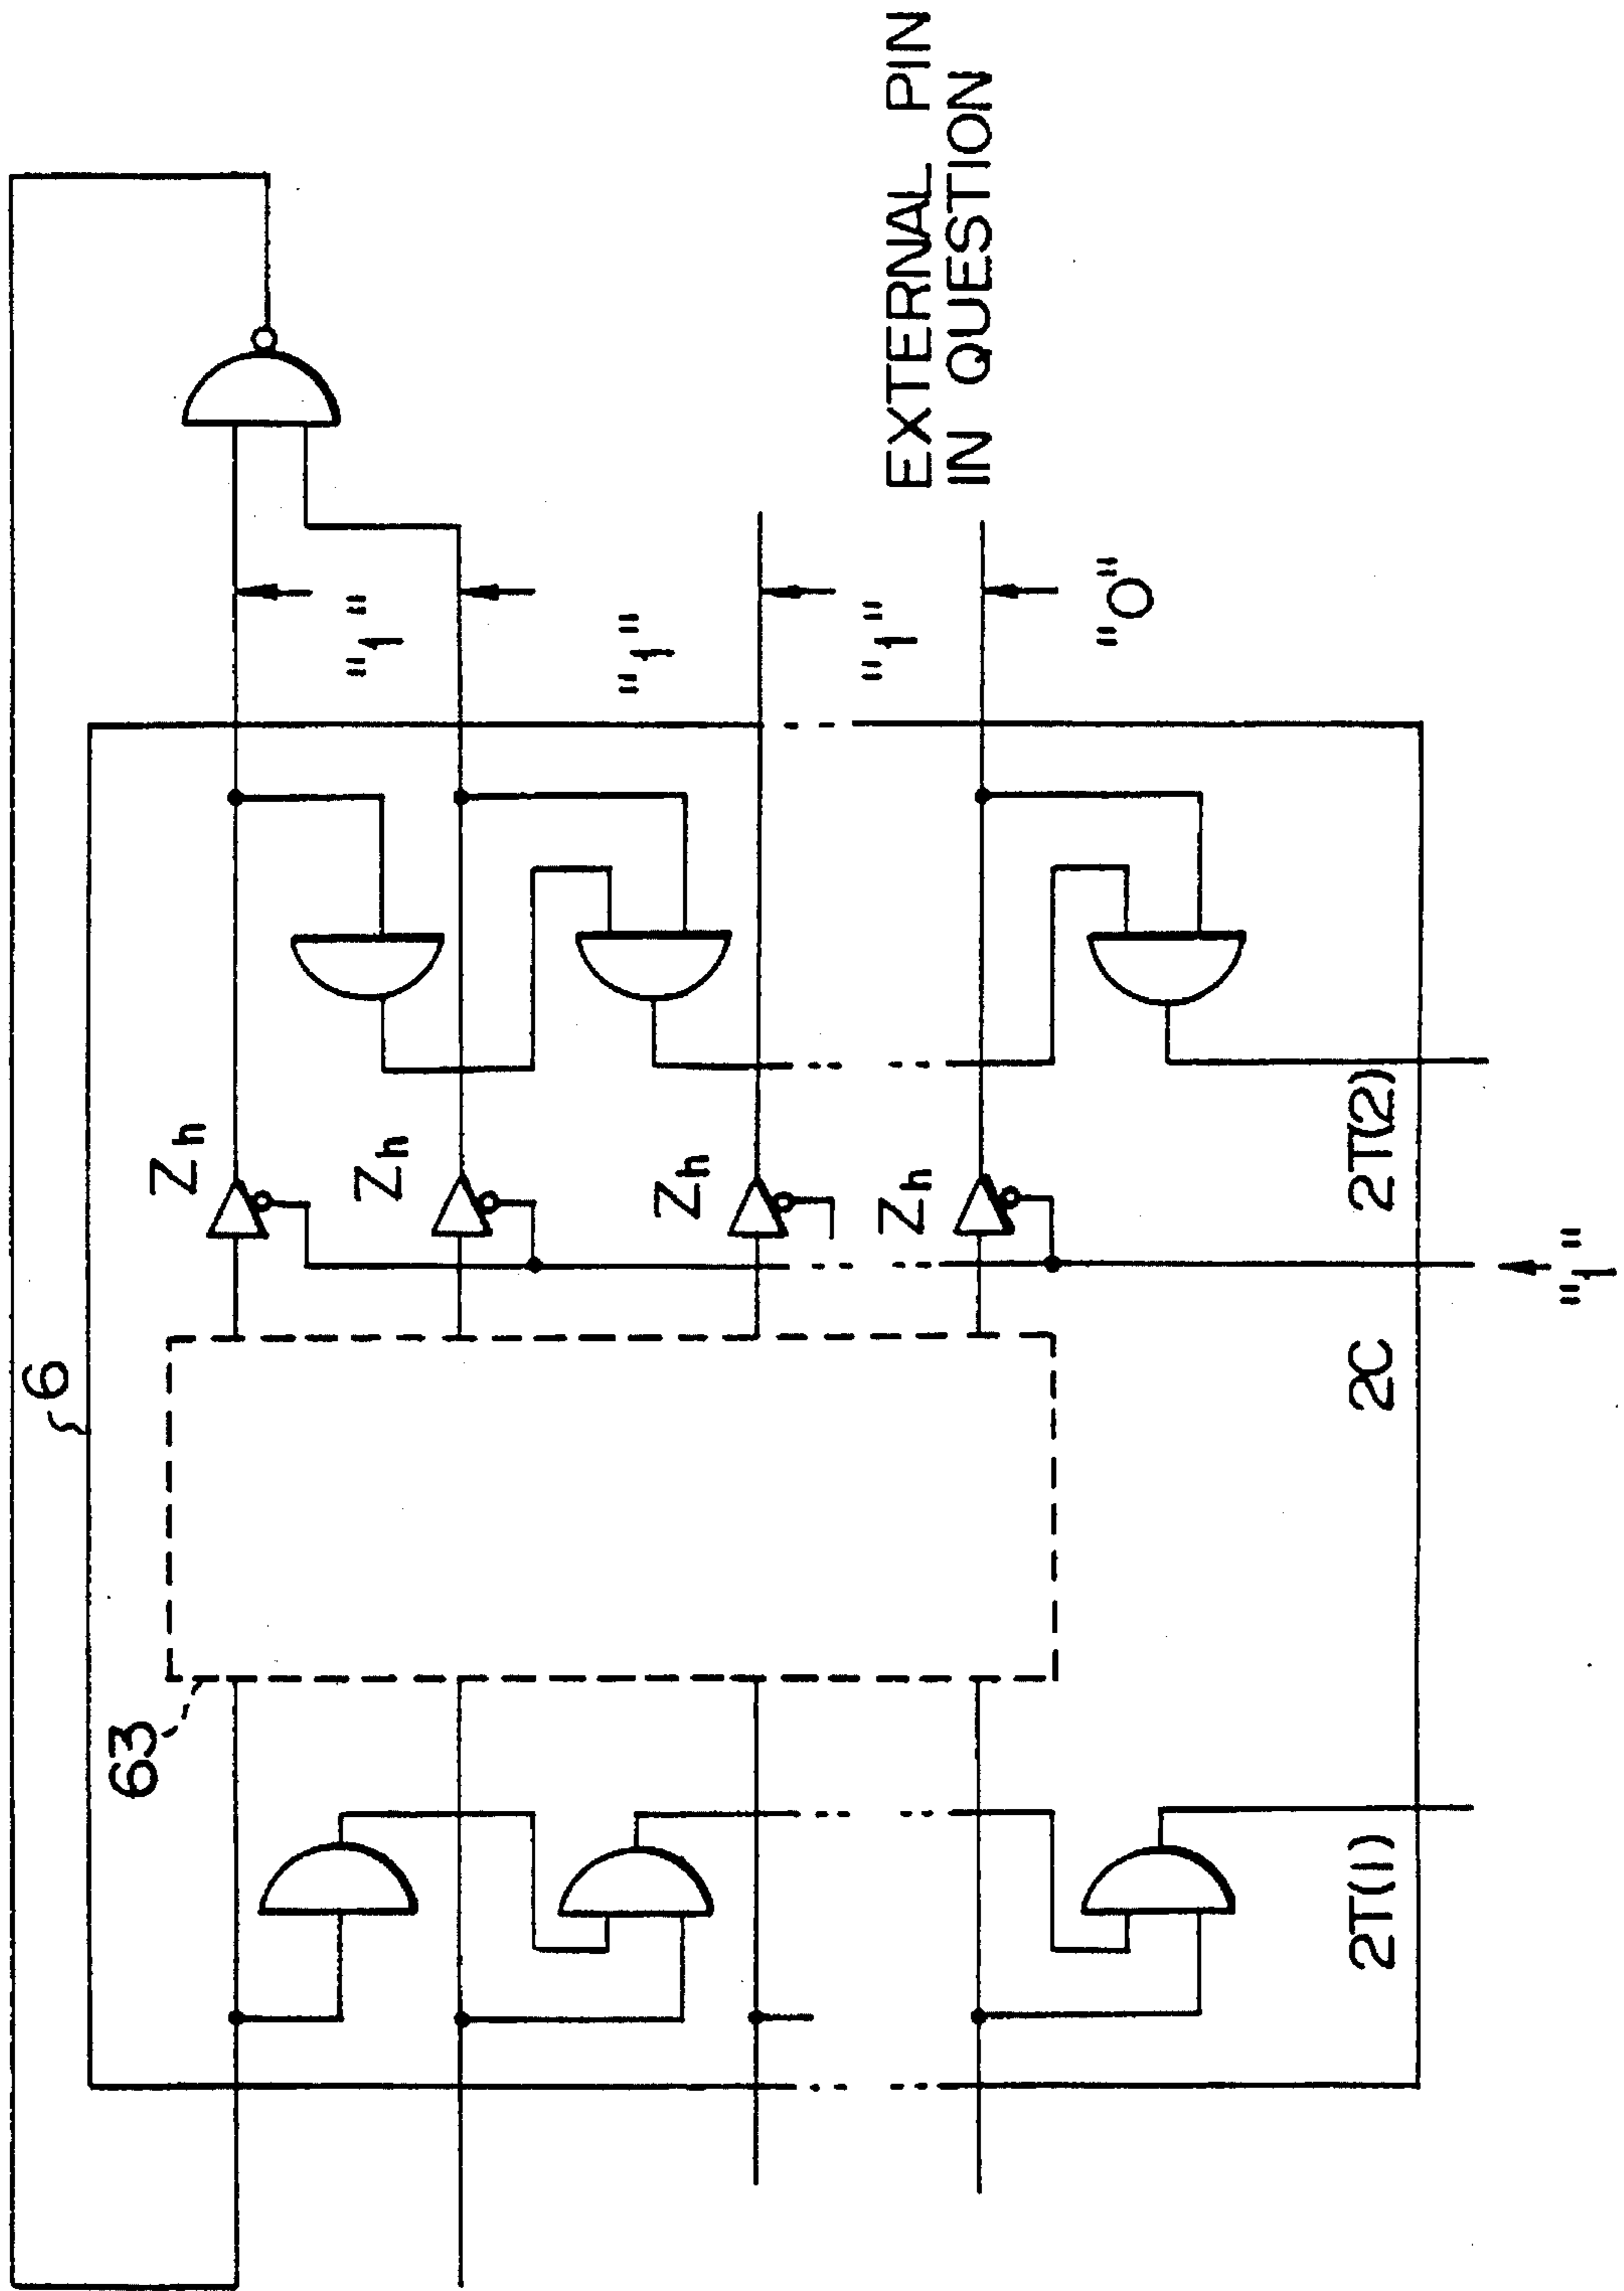 6
63
Zh
Zh
Zh
Zh
"1"
"1"
"1"
"0"
EXTERNAL PIN
IN QUESTION
2T(1)
2C
2T(2)
"1"